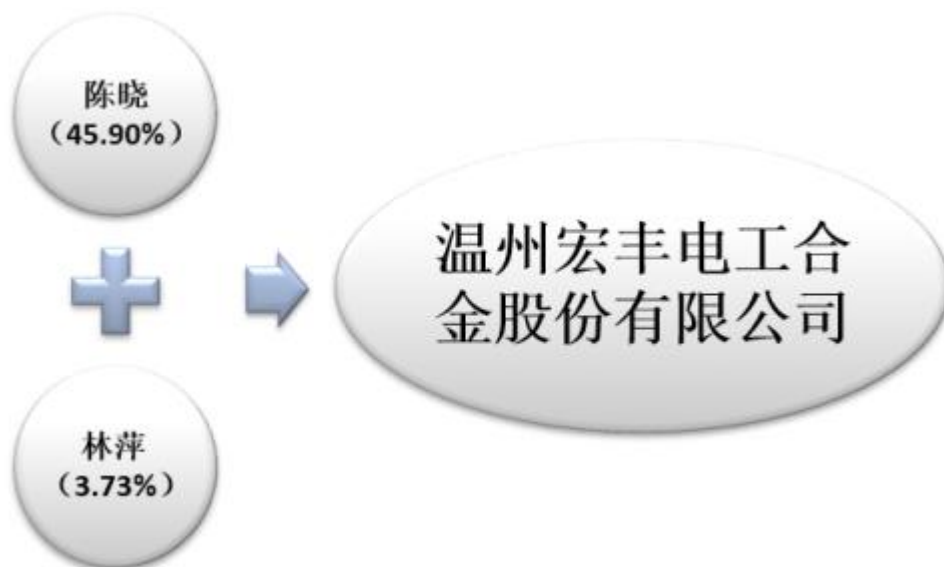 陈晓
（45.90%）
林萍
（3.73%）
温州宏丰电工合
金股份有限公司